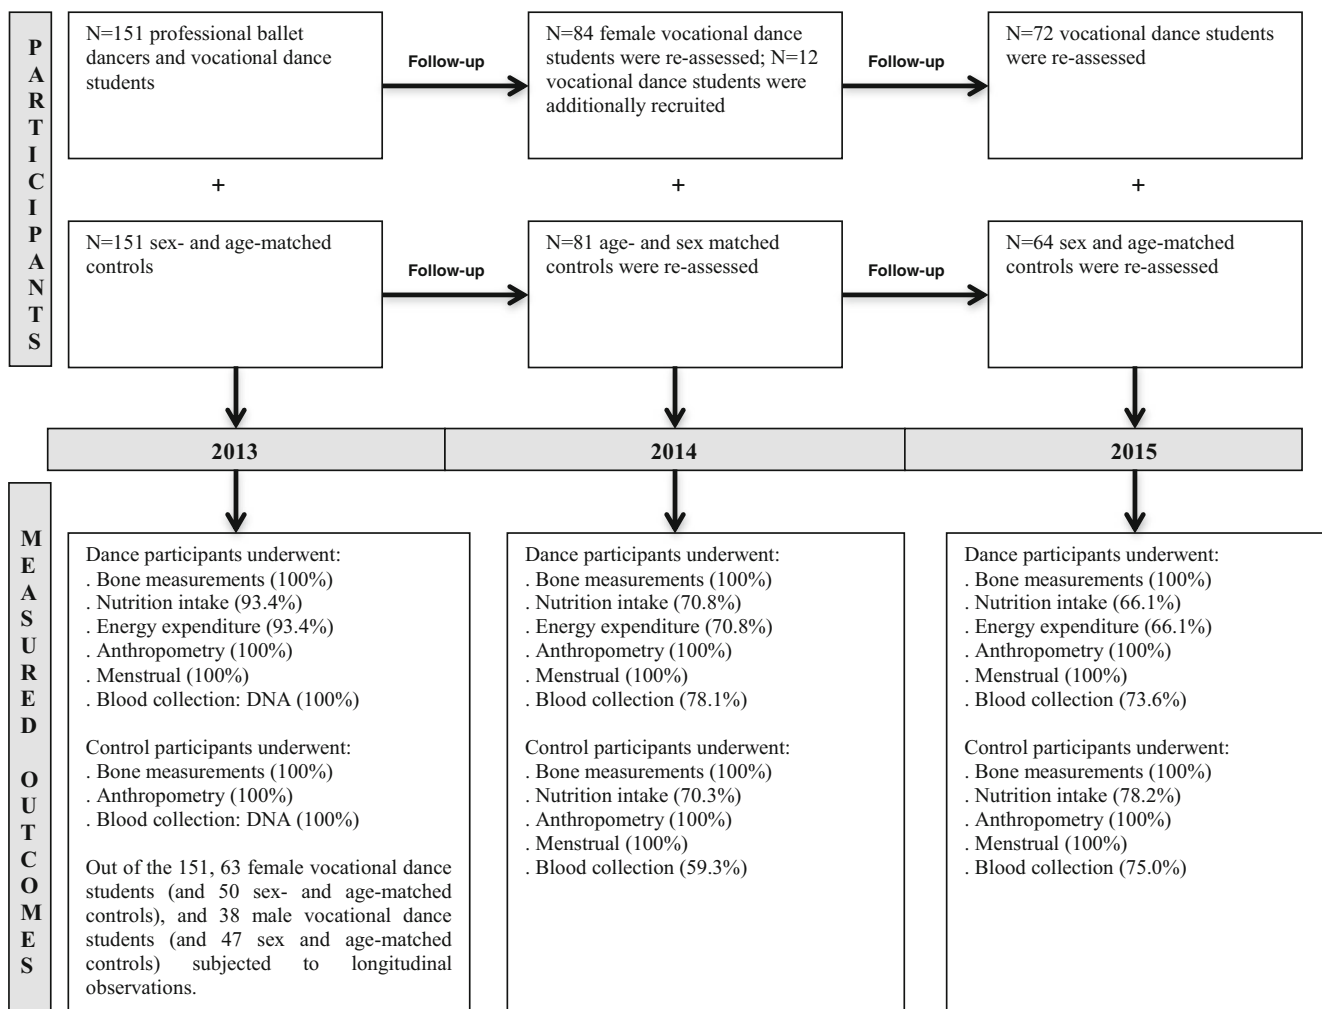 PARTICIPANTS
N=151 professional ballet
dancers and vocational dance
students
Follow-up
N=84 female vocational dance
students were re-assessed; N=12
vocational dance students were
additionally recruited
Follow-up
N=72 vocational dance students
were re-assessed
+
+
+
N=151 sex- and age-matched
controls
Follow-up
N=81 age- and sex matched
controls were re-assessed
Follow-up
N=64 sex and age-matched
controls were re-assessed
2013
2014
2015
MEASURED OUTCOMES
Dance participants underwent:
. Bone measurements (100%)
. Nutrition intake (93.4%)
. Energy expenditure (93.4%)
. Anthropometry (100%)
. Menstrual (100%)
. Blood collection: DNA (100%)
Control participants underwent:
. Bone measurements (100%)
. Anthropometry (100%)
. Blood collection: DNA (100%)
Out of the 151, 63 female vocational dance
students (and 50 sex- and age-matched
controls), and 38 male vocational dance
students (and 47 sex and age-matched
controls) subjected to longitudinal
observations.
Dance participants underwent:
. Bone measurements (100%)
. Nutrition intake (70.8%)
. Energy expenditure (70.8%)
. Anthropometry (100%)
. Menstrual (100%)
. Blood collection (78.1%)
Control participants underwent:
. Bone measurements (100%)
. Nutrition intake (70.3%)
. Anthropometry (100%)
. Menstrual (100%)
. Blood collection (59.3%)
Dance participants underwent:
. Bone measurements (100%)
. Nutrition intake (66.1%)
. Energy expenditure (66.1%)
. Anthropometry (100%)
. Menstrual (100%)
. Blood collection (73.6%)
Control participants underwent:
. Bone measurements (100%)
. Nutrition intake (78.2%)
. Anthropometry (100%)
. Menstrual (100%)
. Blood collection (75.0%)